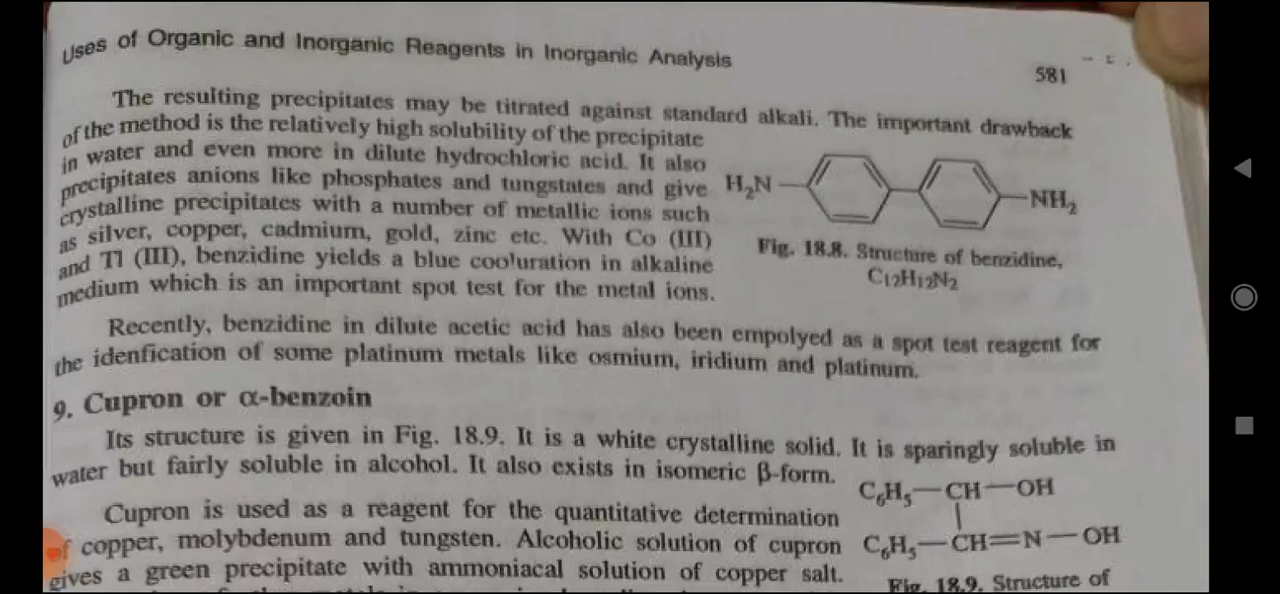 Uses of Organic and Inorganic Reagents in Inorganic Analysis
581
The resulting precipitates may be titrated against standard alkali. The important drawback
of the method is the relatively high solubility of the precipitate
in water and even more in dilute hydrochloric acid. It also
precipitates anions like phosphates and tungstates and give
crystalline precipitates with a number of metallic ions such
as silver, copper, cadmium, gold, zinc etc. With Co (III)
and Tl (III), benzidine yields a blue coo'uration in alkaline
medium which is an important spot test for the metal ions.
H₂N
NH₂
Fig. 18.8. Structure of benzidine,
C₁₂H₁₂N₂
Recently, benzidine in dilute acetic acid has also been empolyed as a spot test reagent for
the idenfication of some platinum metals like osmium, iridium and platinum.
9. Cupron or α-benzoin
Its structure is given in Fig. 18.9. It is a white crystalline solid. It is sparingly soluble in
water but fairly soluble in alcohol. It also exists in isomeric β-form.
Cupron is used as a reagent for the quantitative determination
of copper, molybdenum and tungsten. Alcoholic solution of cupron
gives a green precipitate with ammoniacal solution of copper salt.
C₆H₅—CH—OH
C₆H₅—CH=N—OH
Fig. 18.9. Structure of